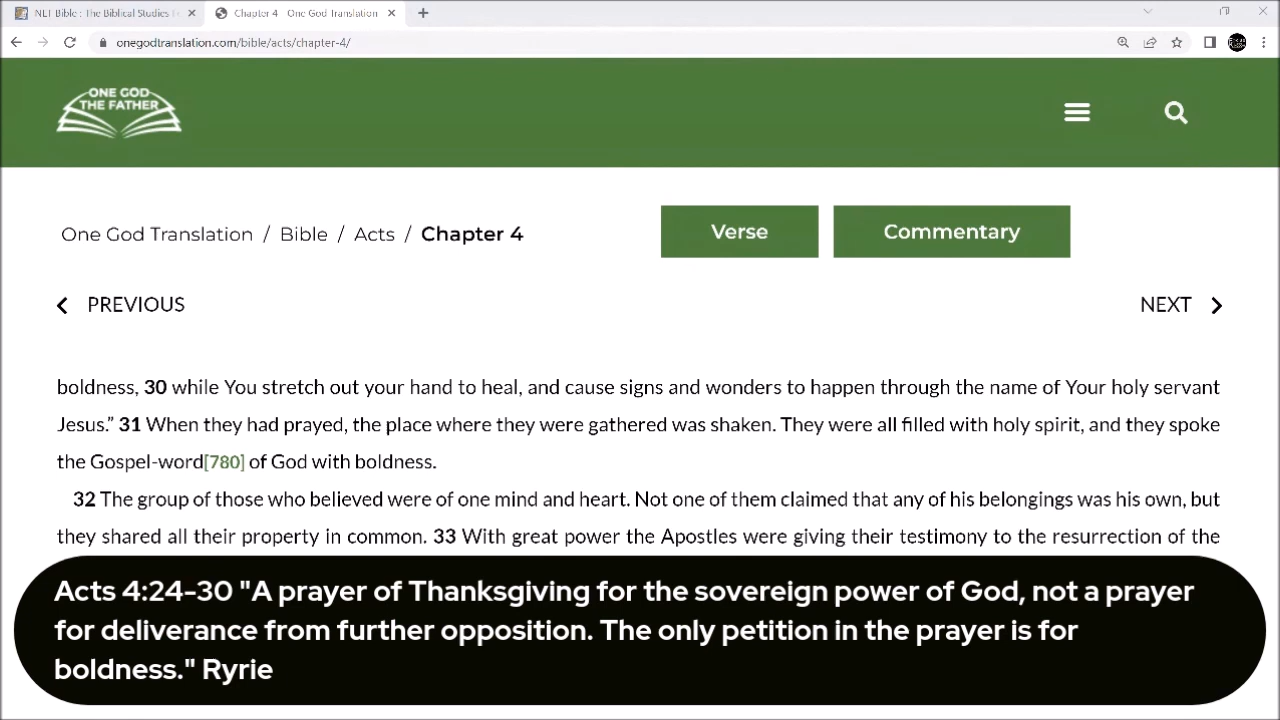 NLT Bible : The Biblical Studies F
Chapter 4 - One God Translation
onegodtranslation.com/bible/acts/chapter-4/
ONE GOD
THE FATHER
One God Translation / Bible / Acts / Chapter 4
Verse
Commentary
PREVIOUS
NEXT
boldness, 30 while You stretch out your hand to heal, and cause signs and wonders to happen through the name of Your holy servant
Jesus.” 31 When they had prayed, the place where they were gathered was shaken. They were all filled with holy spirit, and they spoke
the Gospel-word[780] of God with boldness.
32 The group of those who believed were of one mind and heart. Not one of them claimed that any of his belongings was his own, but
they shared all their property in common. 33 With great power the Apostles were giving their testimony to the resurrection of the
Acts 4:24-30 "A prayer of Thanksgiving for the sovereign power of God, not a prayer
for deliverance from further opposition. The only petition in the prayer is for
boldness." Ryrie